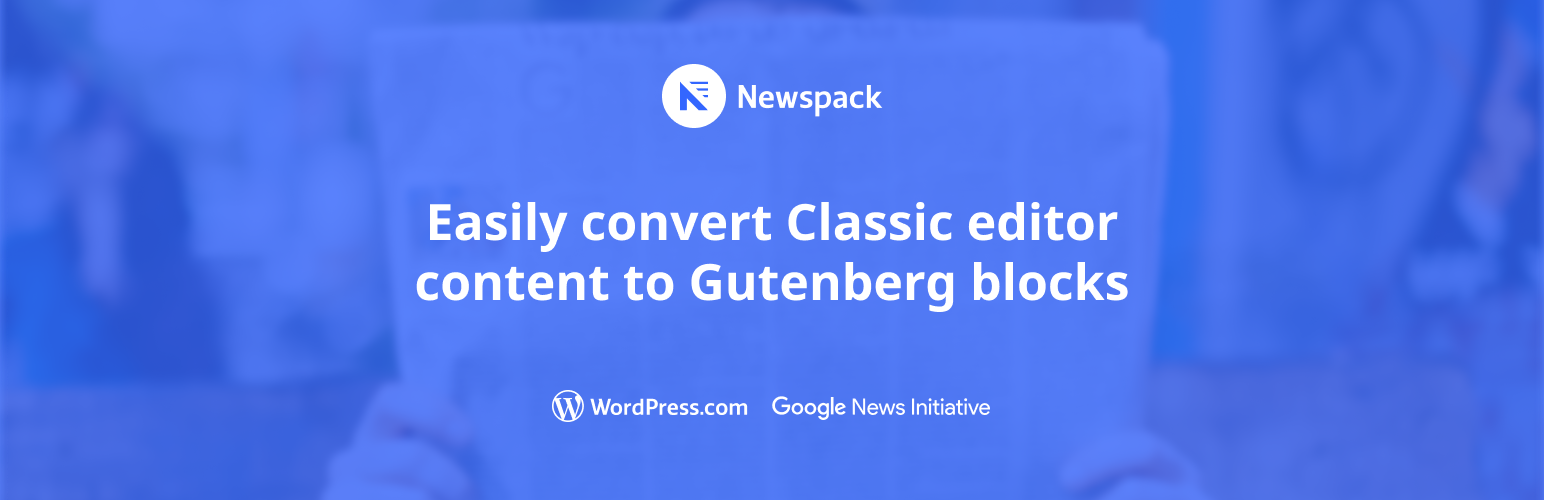 Newspack
Easily convert Classic editor
content to Gutenberg blocks
WordPress.com Google News Initiative